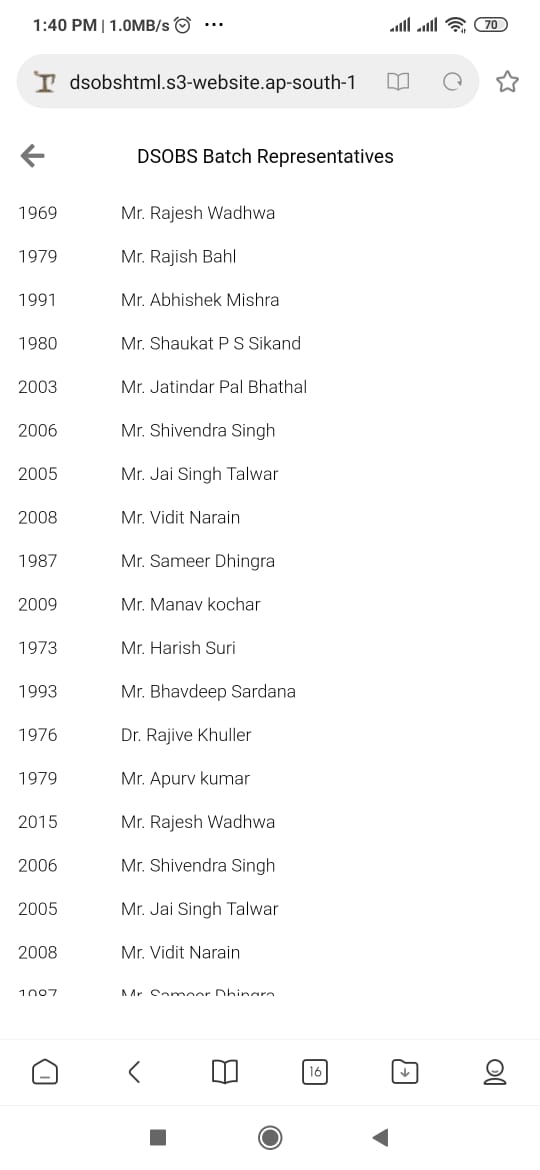 1:40 PM | 1.0MB/s ... 70
dsobshtml.s3-website.ap-south-1
DSOBS Batch Representatives
1969 Mr. Rajesh Wadhwa
1979 Mr. Rajish Bahl
1991 Mr. Abhishek Mishra
1980 Mr. Shaukat P S Sikand
2003 Mr. Jatindar Pal Bhathal
2006 Mr. Shivendra Singh
2005 Mr. Jai Singh Talwar
2008 Mr. Vidit Narain
1987 Mr. Sameer Dhingra
2009 Mr. Manav kochar
1973 Mr. Harish Suri
1993 Mr. Bhavdeep Sardana
1976 Dr. Rajive Khuller
1979 Mr. Apurv kumar
2015 Mr. Rajesh Wadhwa
2006 Mr. Shivendra Singh
2005 Mr. Jai Singh Talwar
2008 Mr. Vidit Narain
1987 Mr. Sameer Dhingra
16